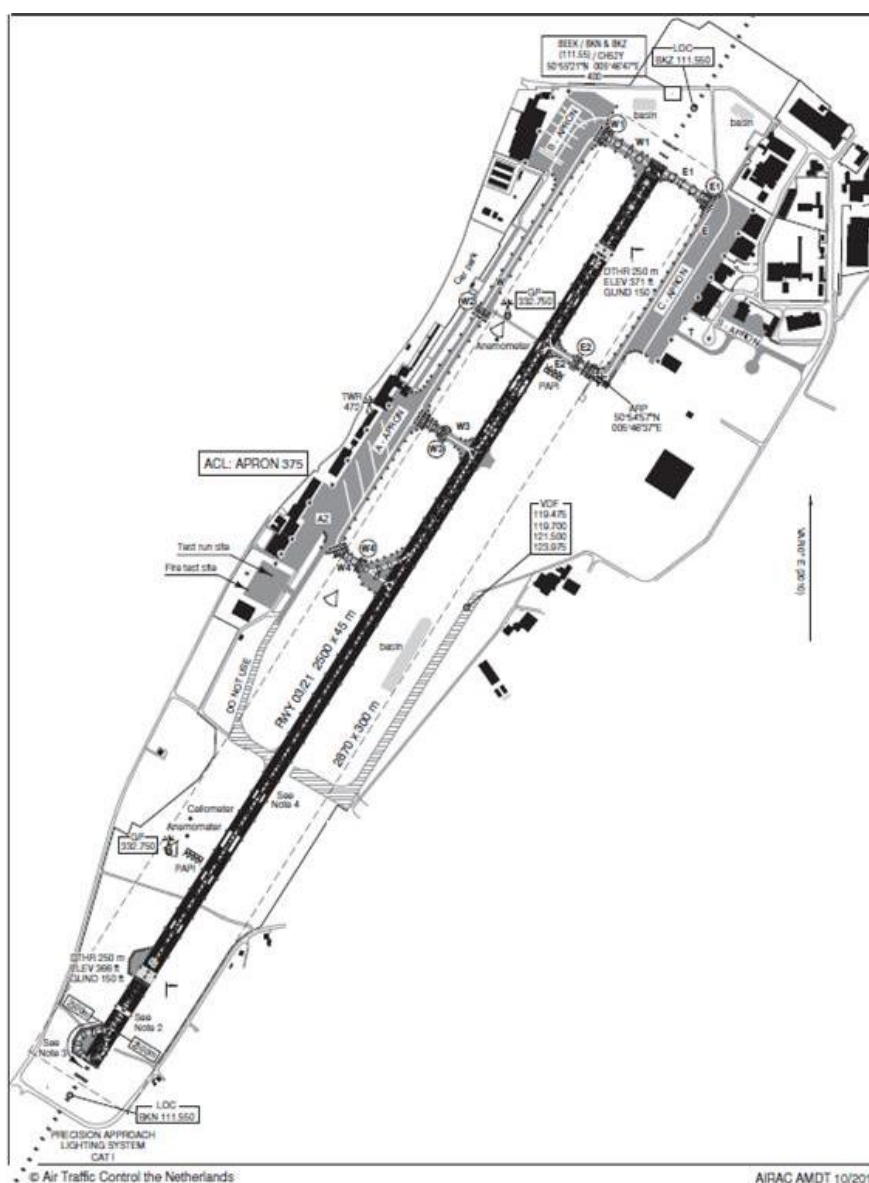 BEEK / BKN & BKZ
(111.55) / CH52Y
50°55'21"N 005°46'47"E
400
LOC
BKZ 111.550
basin
basin
B - APRON
W1
W1
E1
E1
E
C - APRON
DTHR 250 m
ELEV 371 ft
GUND 150 ft
Car park
W
W2
GP
332.750
Anemometer
E2
E2
PAPI
T
APRON
ARP
50°54'57"N
005°46'37"E
TWR
472
A - APRON
W3
W3
ACL: APRON 375
A2
VDF
119.475
119.700
121.500
123.975
Test run site
Fire test site
W4
W4
basin
DO NOT USE
RWY 03/21 2500 x 45 m
2870 x 300 m
See
Note 4
Ceilometer
Anemometer
GP
332.750
PAPI
DTHR 250 m
ELEV 366 ft
GUND 150 ft
See
Note 2
See
Note 3
LOC
BKN 111.550
PRECISION APPROACH
LIGHTING SYSTEM
CAT I
© Air Traffic Control the Netherlands
AIRAC AMDT 10/201